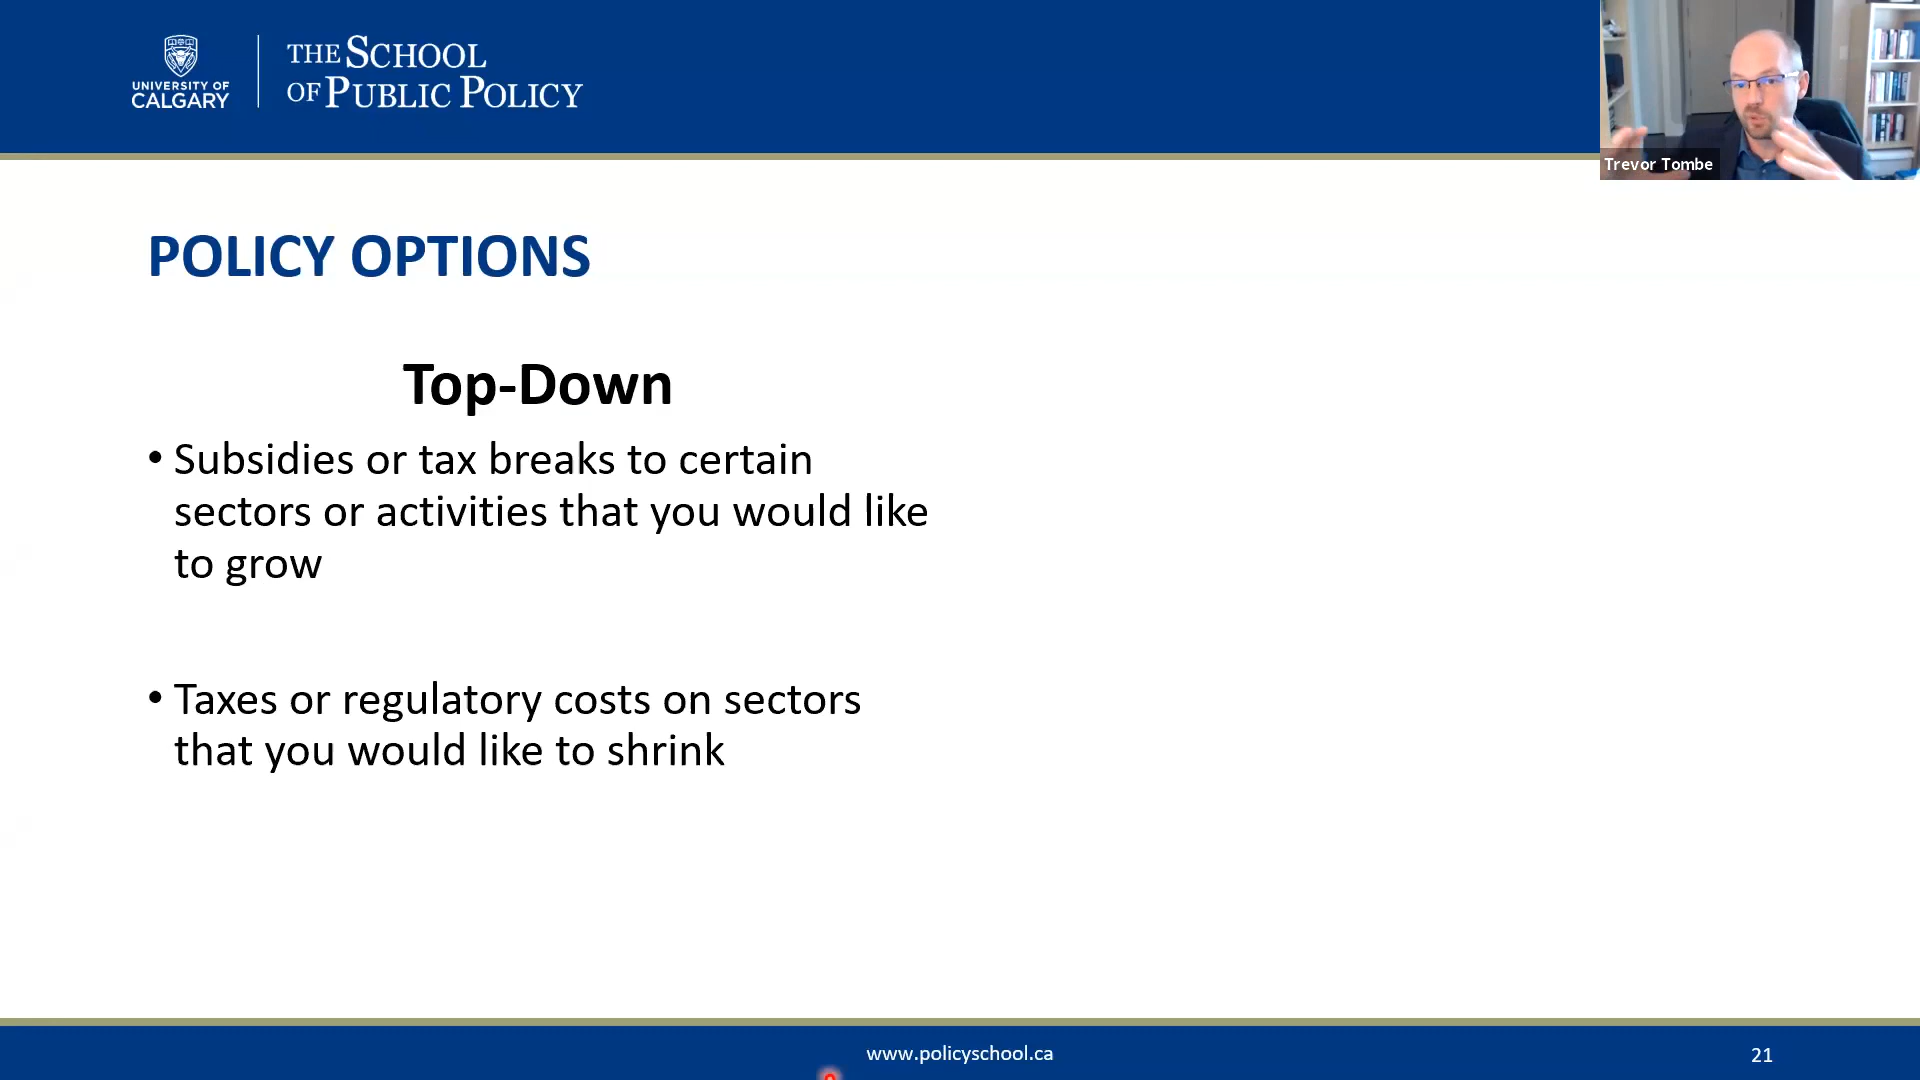 UNIVERSITY OF
CALGARY
THE SCHOOL
OF PUBLIC POLICY
Trevor Tombe
POLICY OPTIONS
Top-Down
• Subsidies or tax breaks to certain
sectors or activities that you would like
to grow
• Taxes or regulatory costs on sectors
that you would like to shrink
www.policyschool.ca
21